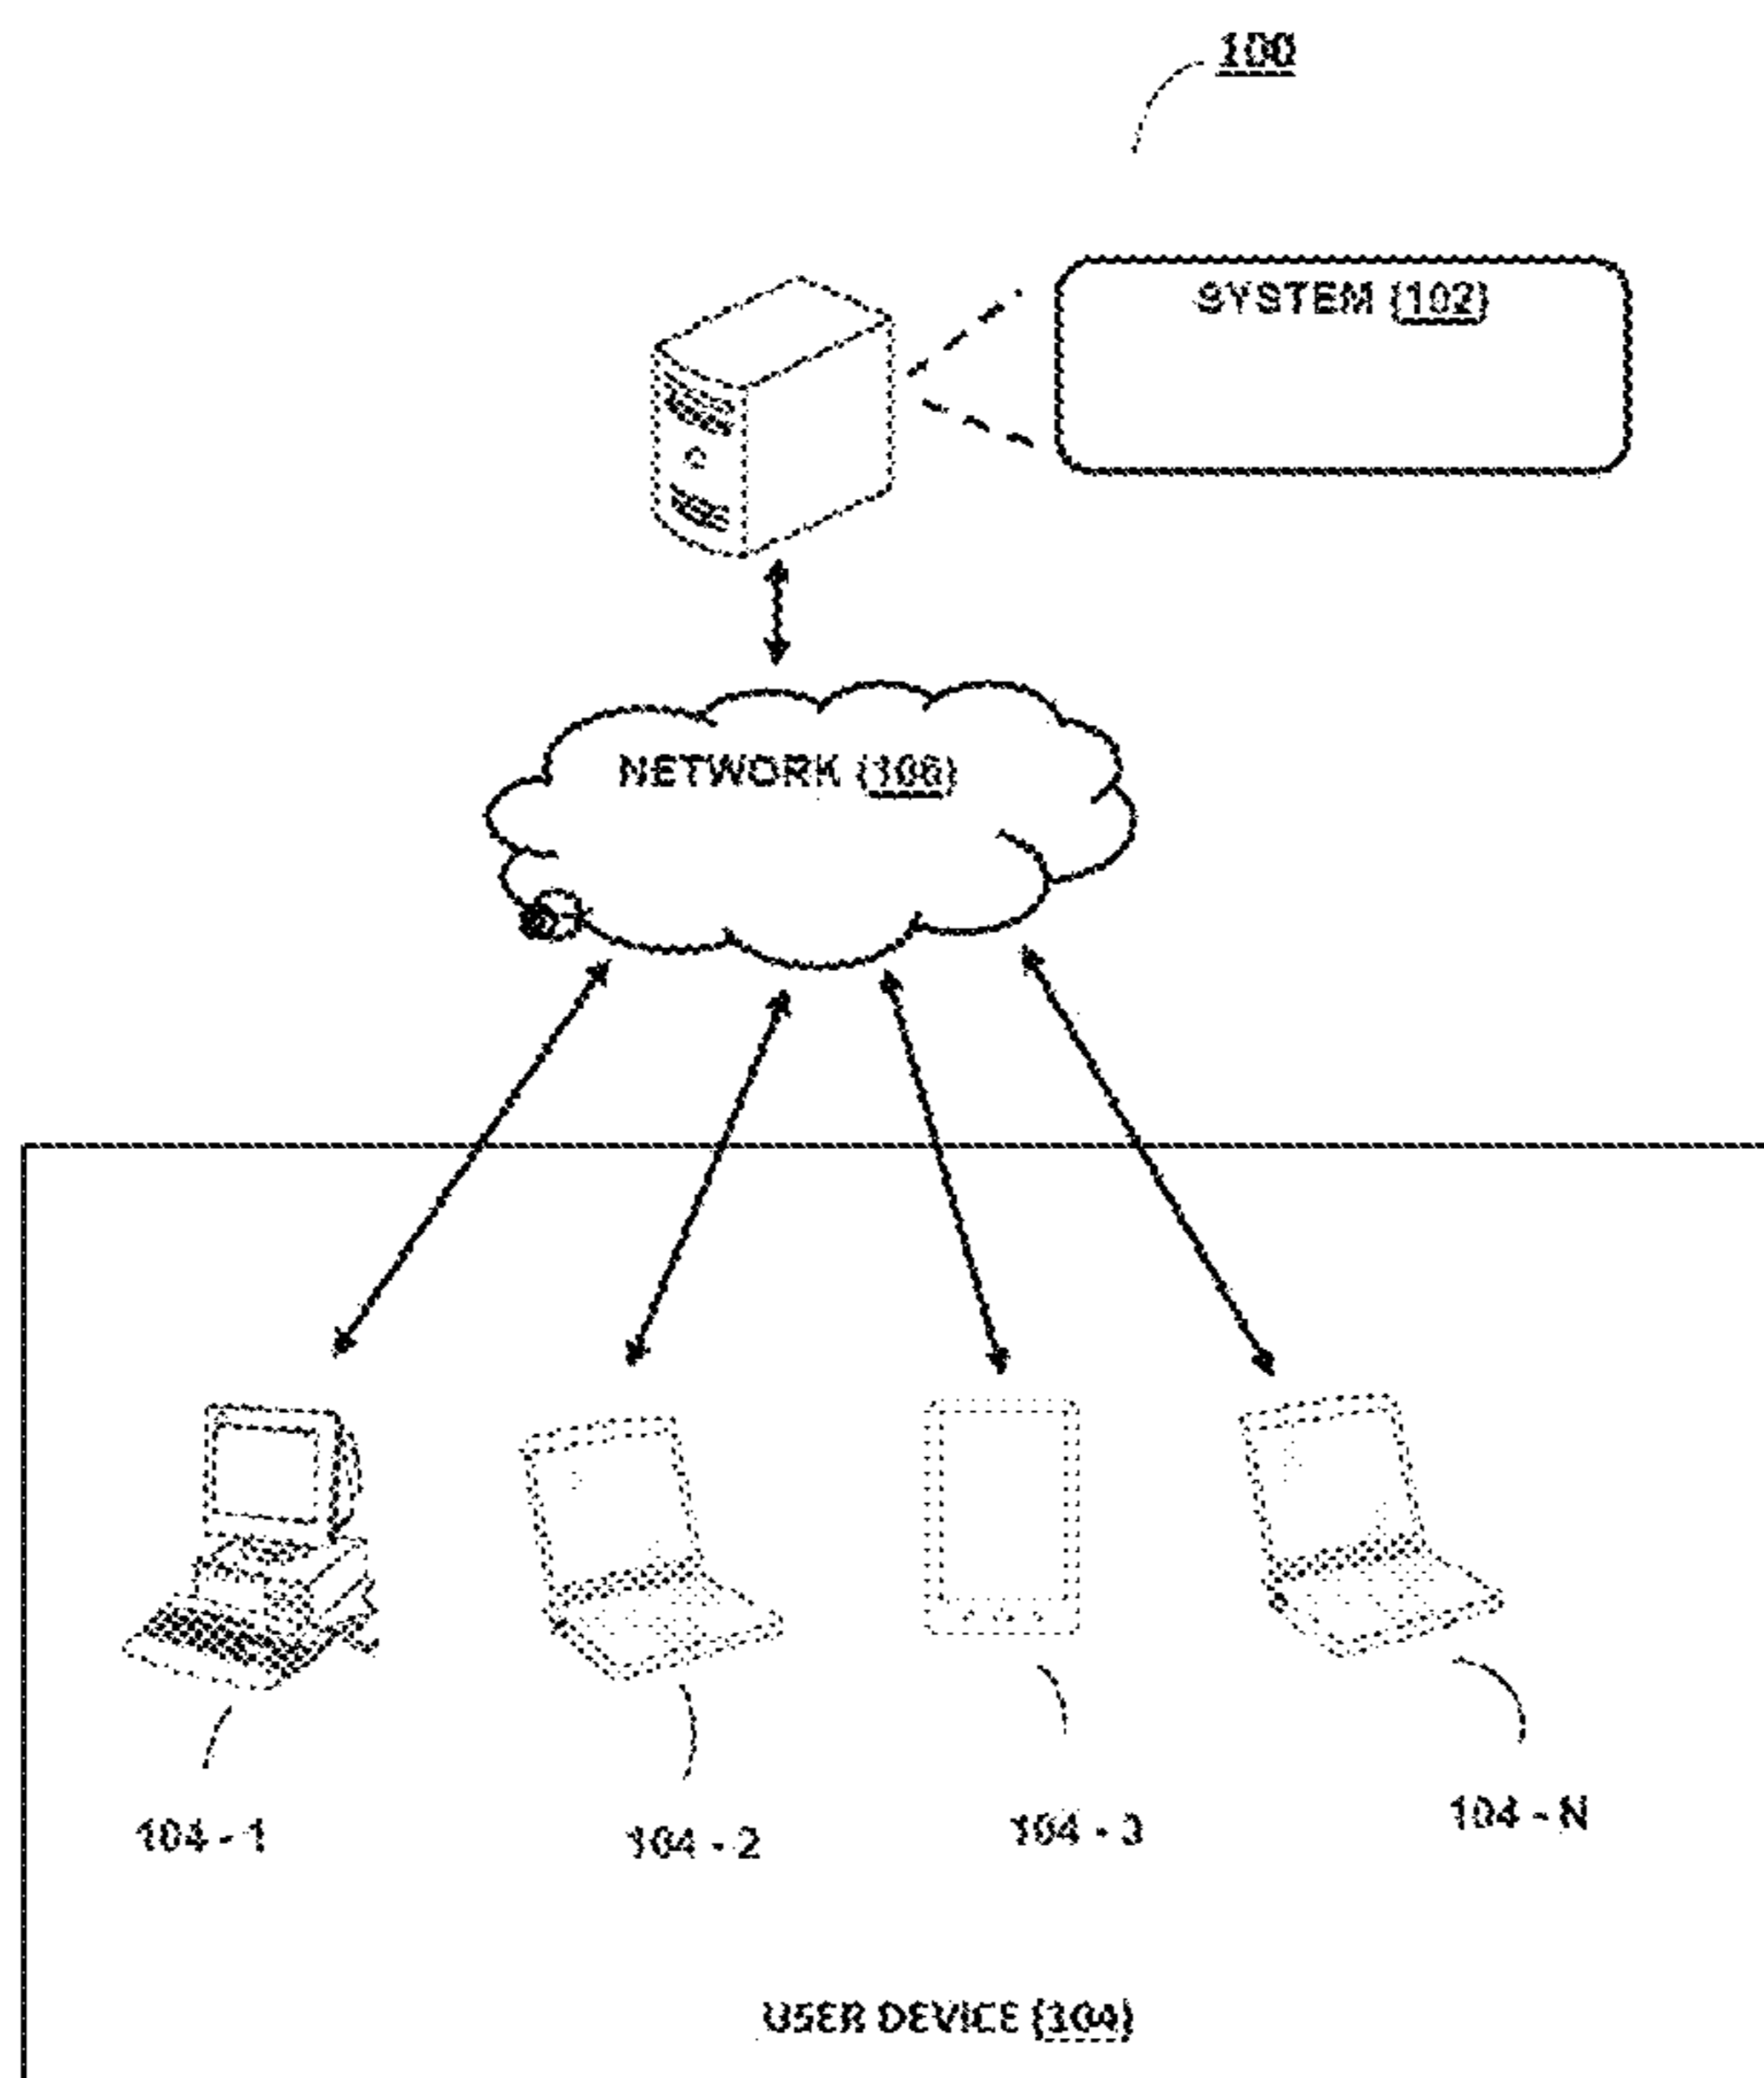 100
SYSTEM (102)
NETWORK (106)
104 - 1
104 - 2
104 - 3
104 - N
USER DEVICE (104)